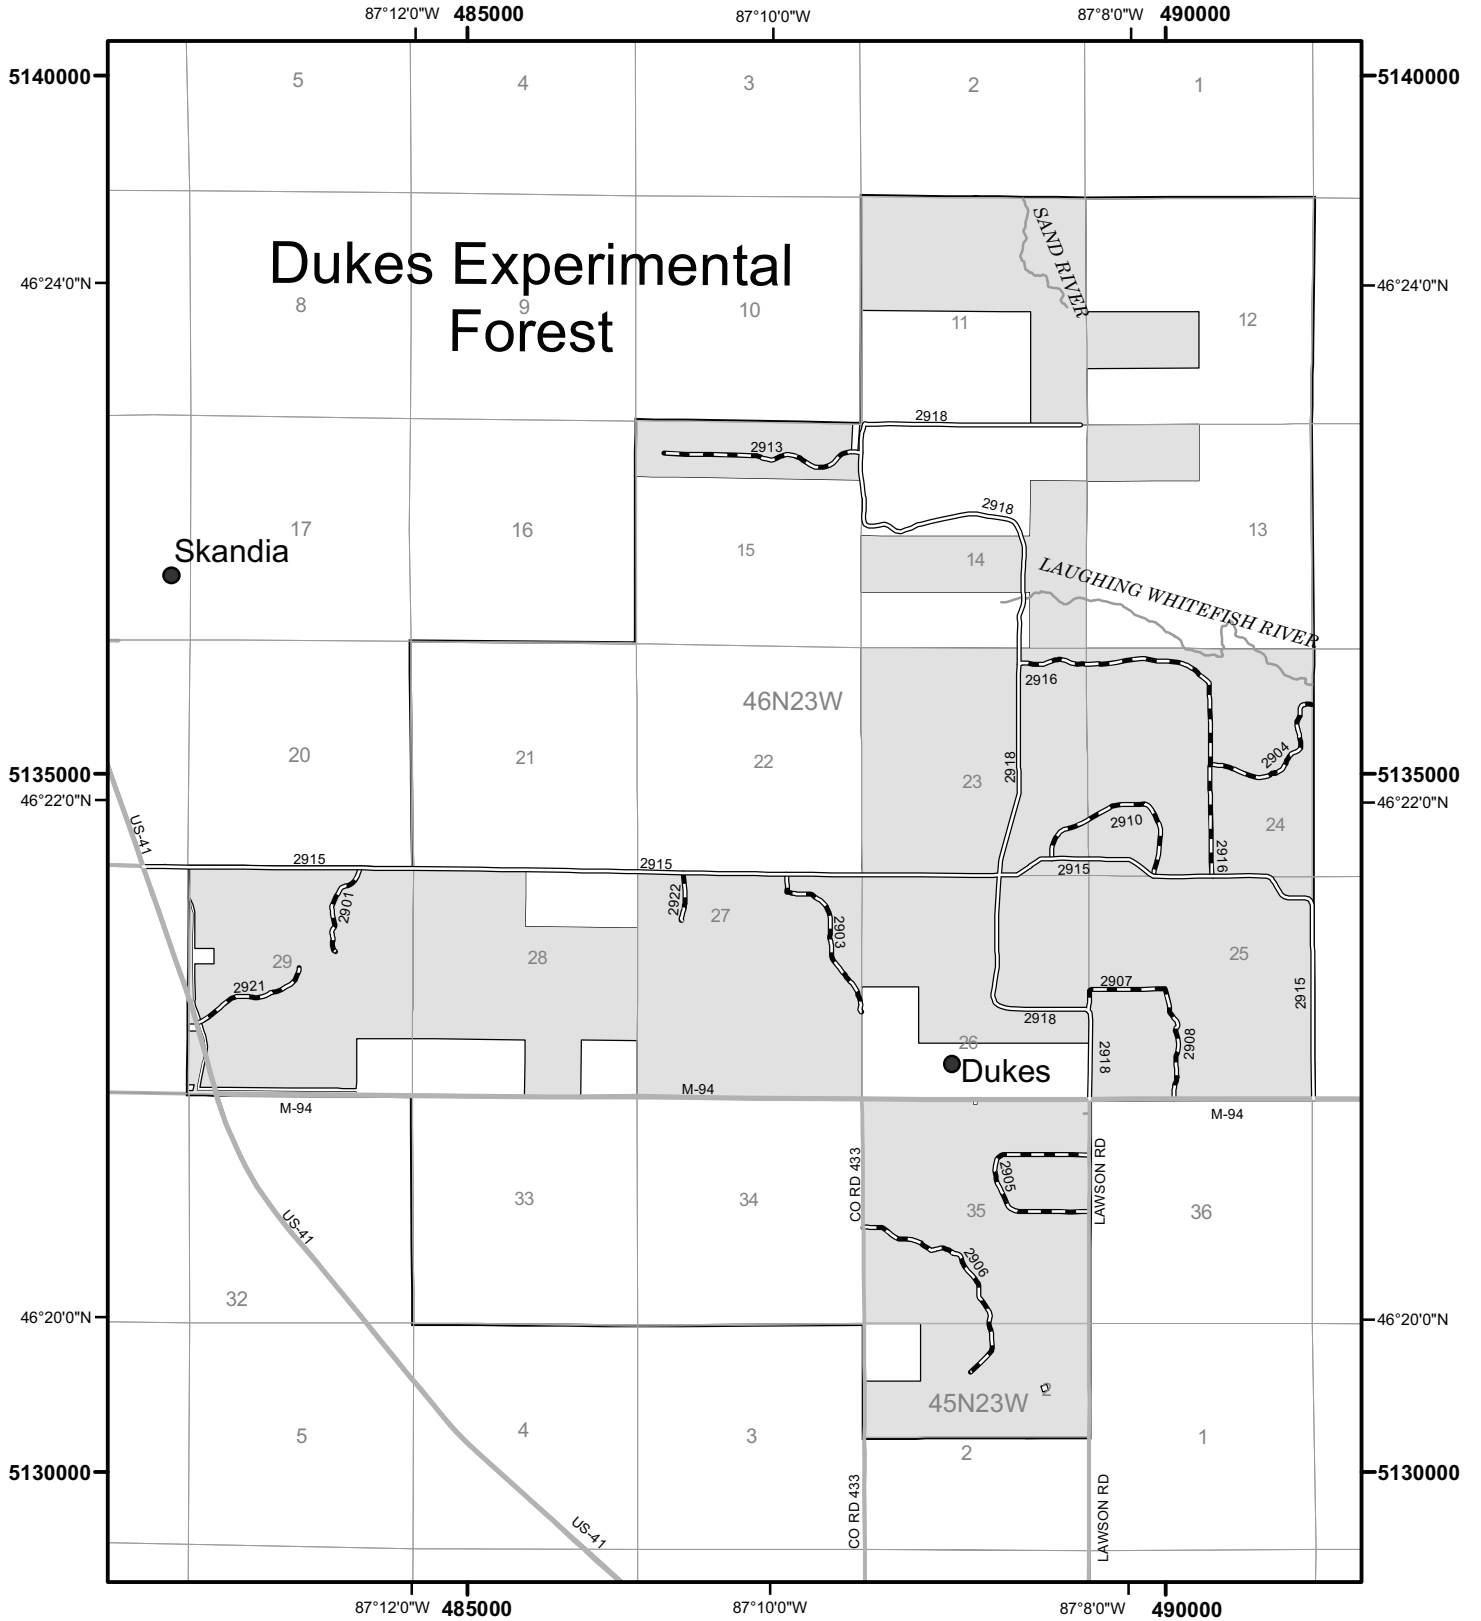 87°12'0"W 485000 87°10'0"W 87°8'0"W 490000
5140000 5140000
5 4 3 2 1
SAND RIVER
Dukes Experimental
Forest
46°24'0"N 46°24'0"N
8 9 10 11 12
2918
2913
2918
17 16 15 14 13
Skandia
LAUGHING WHITEFISH RIVER
2916
46N23W
20 21 22 23 24
2904
2918
5135000 5135000
46°22'0"N 46°22'0"N
US-41
2910
2916
2915 2915 2915
2901
2922
2903
27
29 28 25
2921
2907
2915
2918
26
2918
2908
Dukes
M-94
M-94 M-94
CO RD 433
LAWSON RD
2905
33 34 35 36
US-41
2906
32
46°20'0"N 46°20'0"N
2
45N23W
5 4 3 2 1
5130000 5130000
CO RD 433
LAWSON RD
US-41
87°12'0"W 485000 87°10'0"W 87°8'0"W 490000